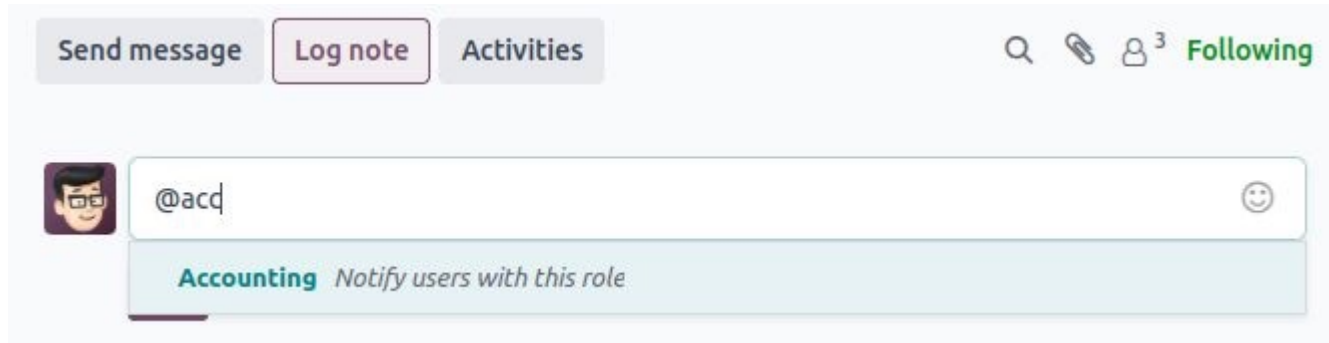 Send message Log note Activities 3 Following
@acc
Accounting Notify users with this role